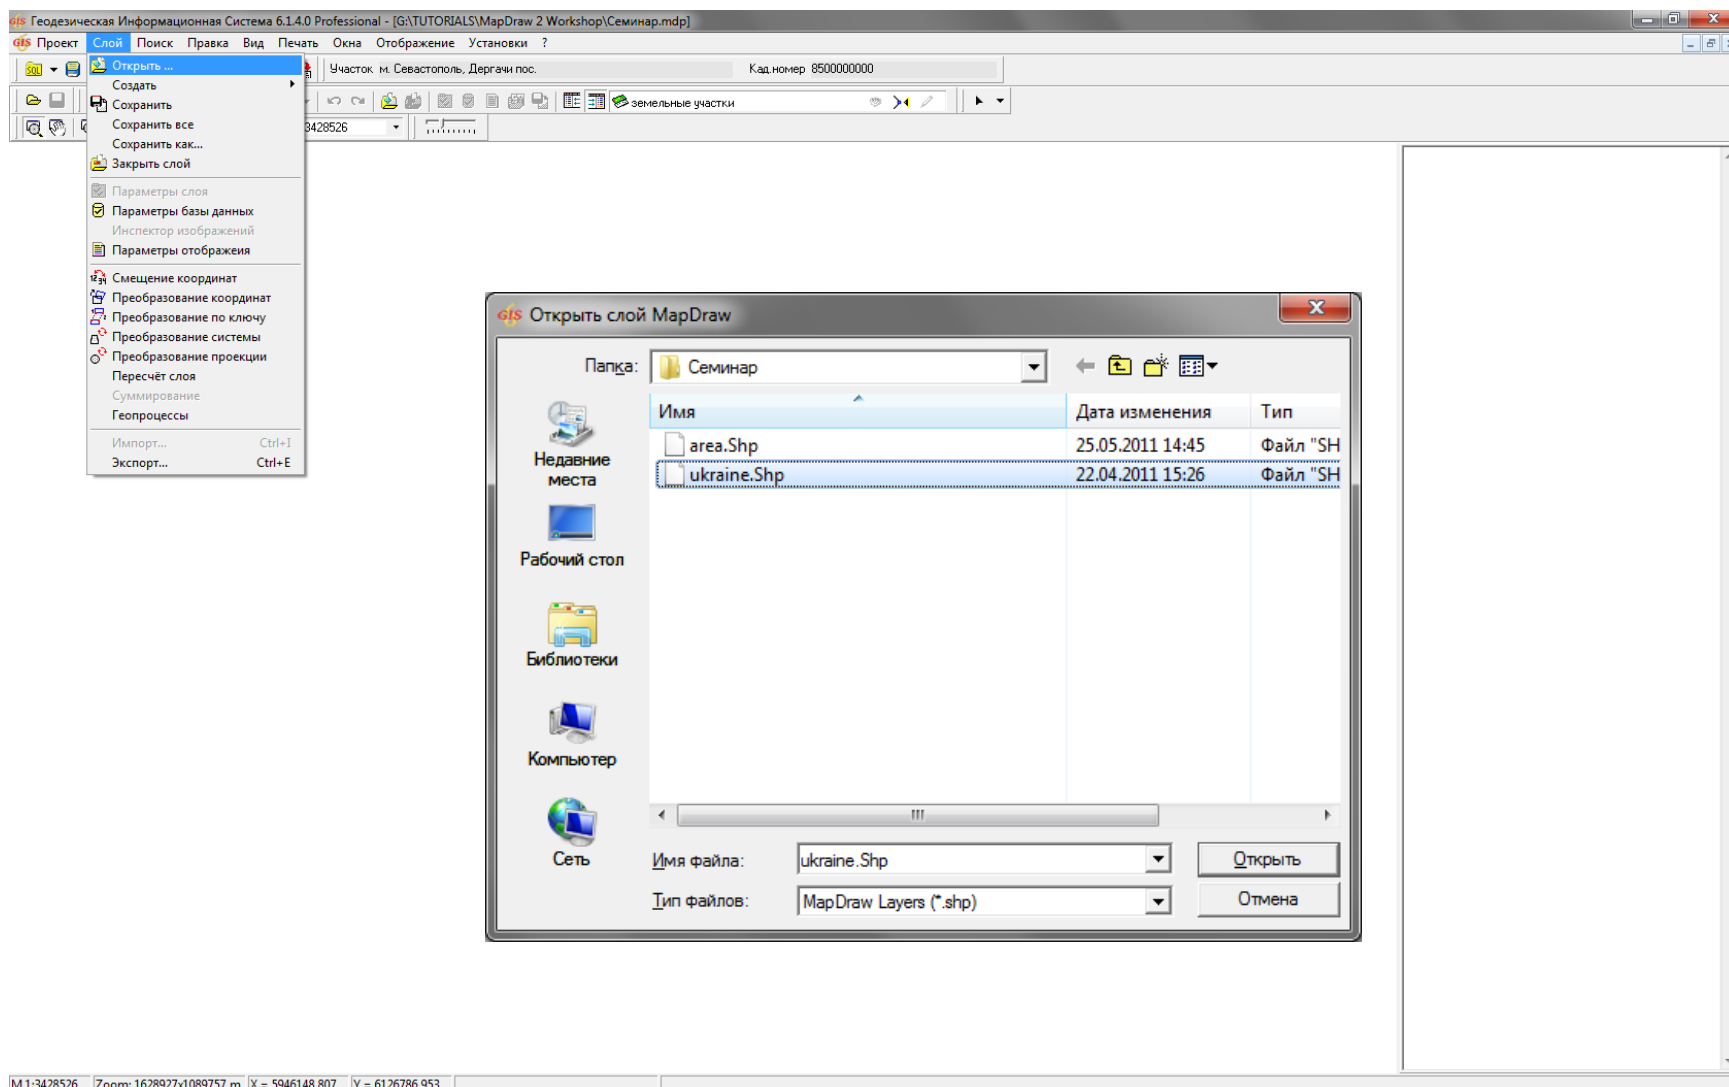 GIS Геодезическая Информационная Система 6.1.4.0 Professional - [G:\TUTORIALS\MapDraw 2 Workshop\Семинар.mdp]
GIS Проект Слой Поиск Правка Вид Печать Окна Отображение Установки ?
SQL Участок м. Севастополь, Дергачи пос. Кад.номер 8500000000
земельные участки
3428526
Открыть ...
Создать
Сохранить
Сохранить все
Сохранить как...
Закрыть слой
Параметры слоя
Параметры базы данных
Инспектор изображений
Параметры отображеия
Смещение координат
Преобразование координат
Преобразование по ключу
Преобразование системы
Преобразование проекции
Пересчёт слоя
Суммирование
Геопроцессы
Импорт... Ctrl+I
Экспорт... Ctrl+E
GIS Открыть слой MapDraw
Папка: Семинар
Имя Дата изменения Тип
area.Shp 25.05.2011 14:45 Файл "SH
ukraine.Shp 22.04.2011 15:26 Файл "SH
Недавние
места
Рабочий стол
Библиотеки
Компьютер
Сеть
Имя файла: ukraine.Shp Открыть
Тип файлов: MapDraw Layers (*.shp) Отмена
M 1:3428526 Zoom: 1628927x1089757 m X = 5946148.807 Y = 6126786.953